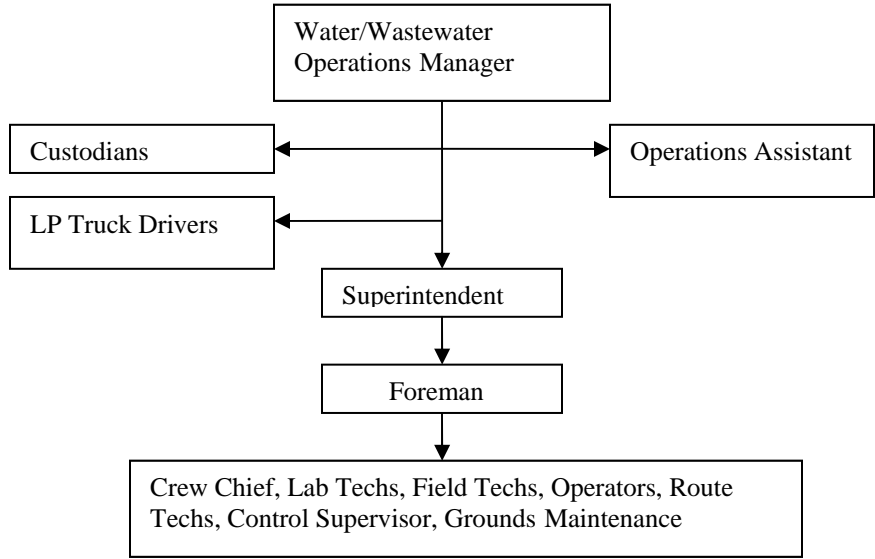 Water/Wastewater
Operations Manager
Custodians
Operations Assistant
LP Truck Drivers
Superintendent
Foreman
Crew Chief, Lab Techs, Field Techs, Operators, Route
Techs, Control Supervisor, Grounds Maintenance